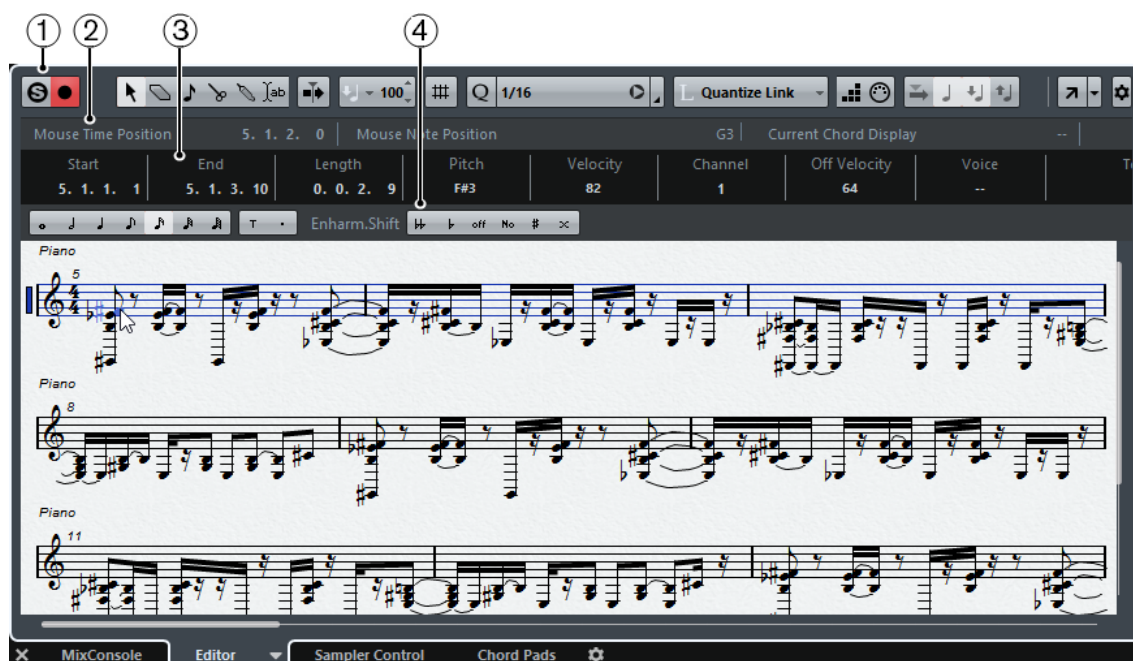 1 2 3 4
S ab 100 Q 1/16 L Quantize Link
Mouse Time Position 5. 1. 2. 0 Mouse Note Position G3 Current Chord Display --
Start End Length Pitch Velocity Channel Off Velocity Voice
5. 1. 1. 1 5. 1. 3. 10 0. 0. 2. 9 F#3 82 1 64 --
T . Enharm.Shift off No #
Piano
5
4
4
Piano
8
Piano
11
MixConsole Editor Sampler Control Chord Pads